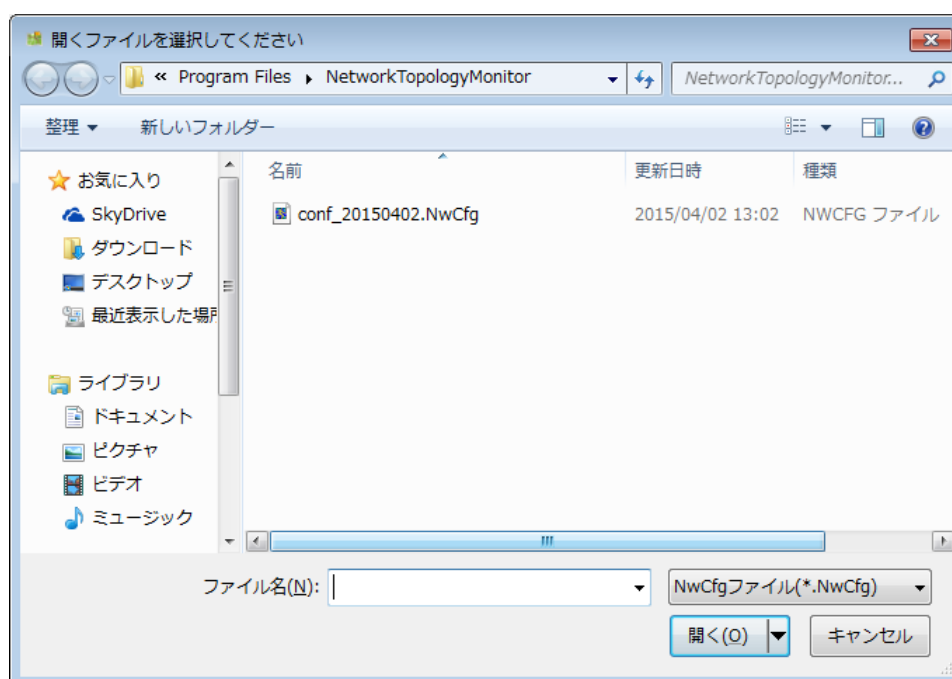 開くファイルを選択してください
« Program Files ▸ NetworkTopologyMonitor
NetworkTopologyMonitor...
整理 ▼ 新しいフォルダー
名前 更新日時 種類
conf_20150402.NwCfg 2015/04/02 13:02 NWCFG ファイル
お気に入り
SkyDrive
ダウンロード
デスクトップ
最近表示した場所
ライブラリ
ドキュメント
ピクチャ
ビデオ
ミュージック
ファイル名(N):
NwCfgファイル(*.NwCfg)
開く(O)
キャンセル